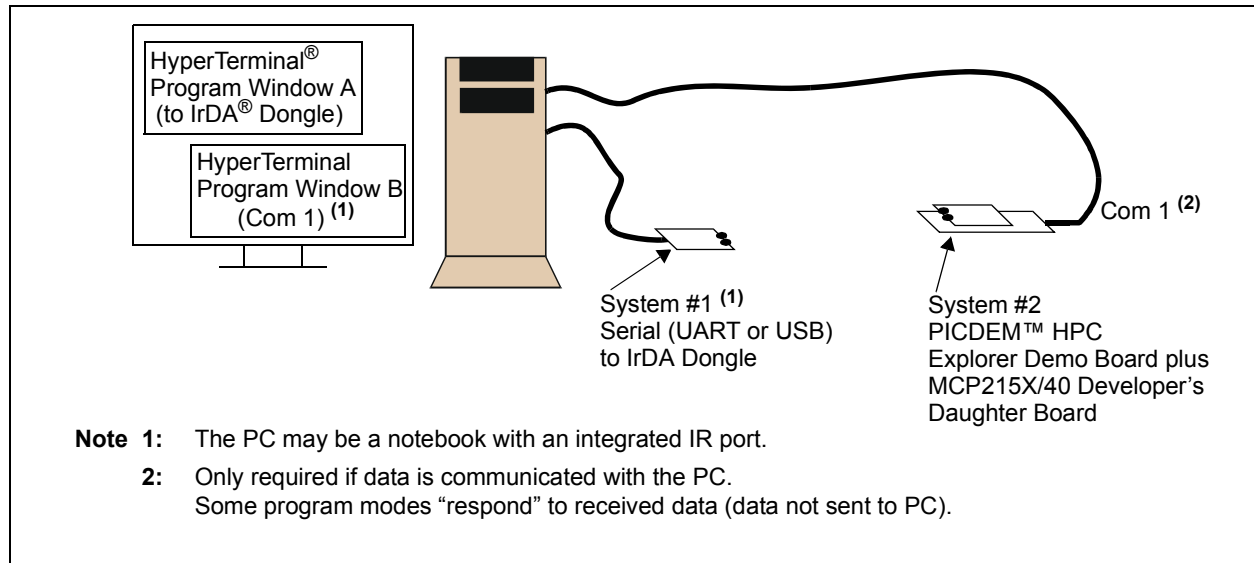 HyperTerminal®
Program Window A
(to IrDA® Dongle)
HyperTerminal
Program Window B
(Com 1) (1)
Com 1 (2)
System #1 (1)
Serial (UART or USB)
to IrDA Dongle
System #2
PICDEM™ HPC
Explorer Demo Board plus
MCP215X/40 Developer's
Daughter Board
Note 1: The PC may be a notebook with an integrated IR port.
2: Only required if data is communicated with the PC.
Some program modes “respond” to received data (data not sent to PC).